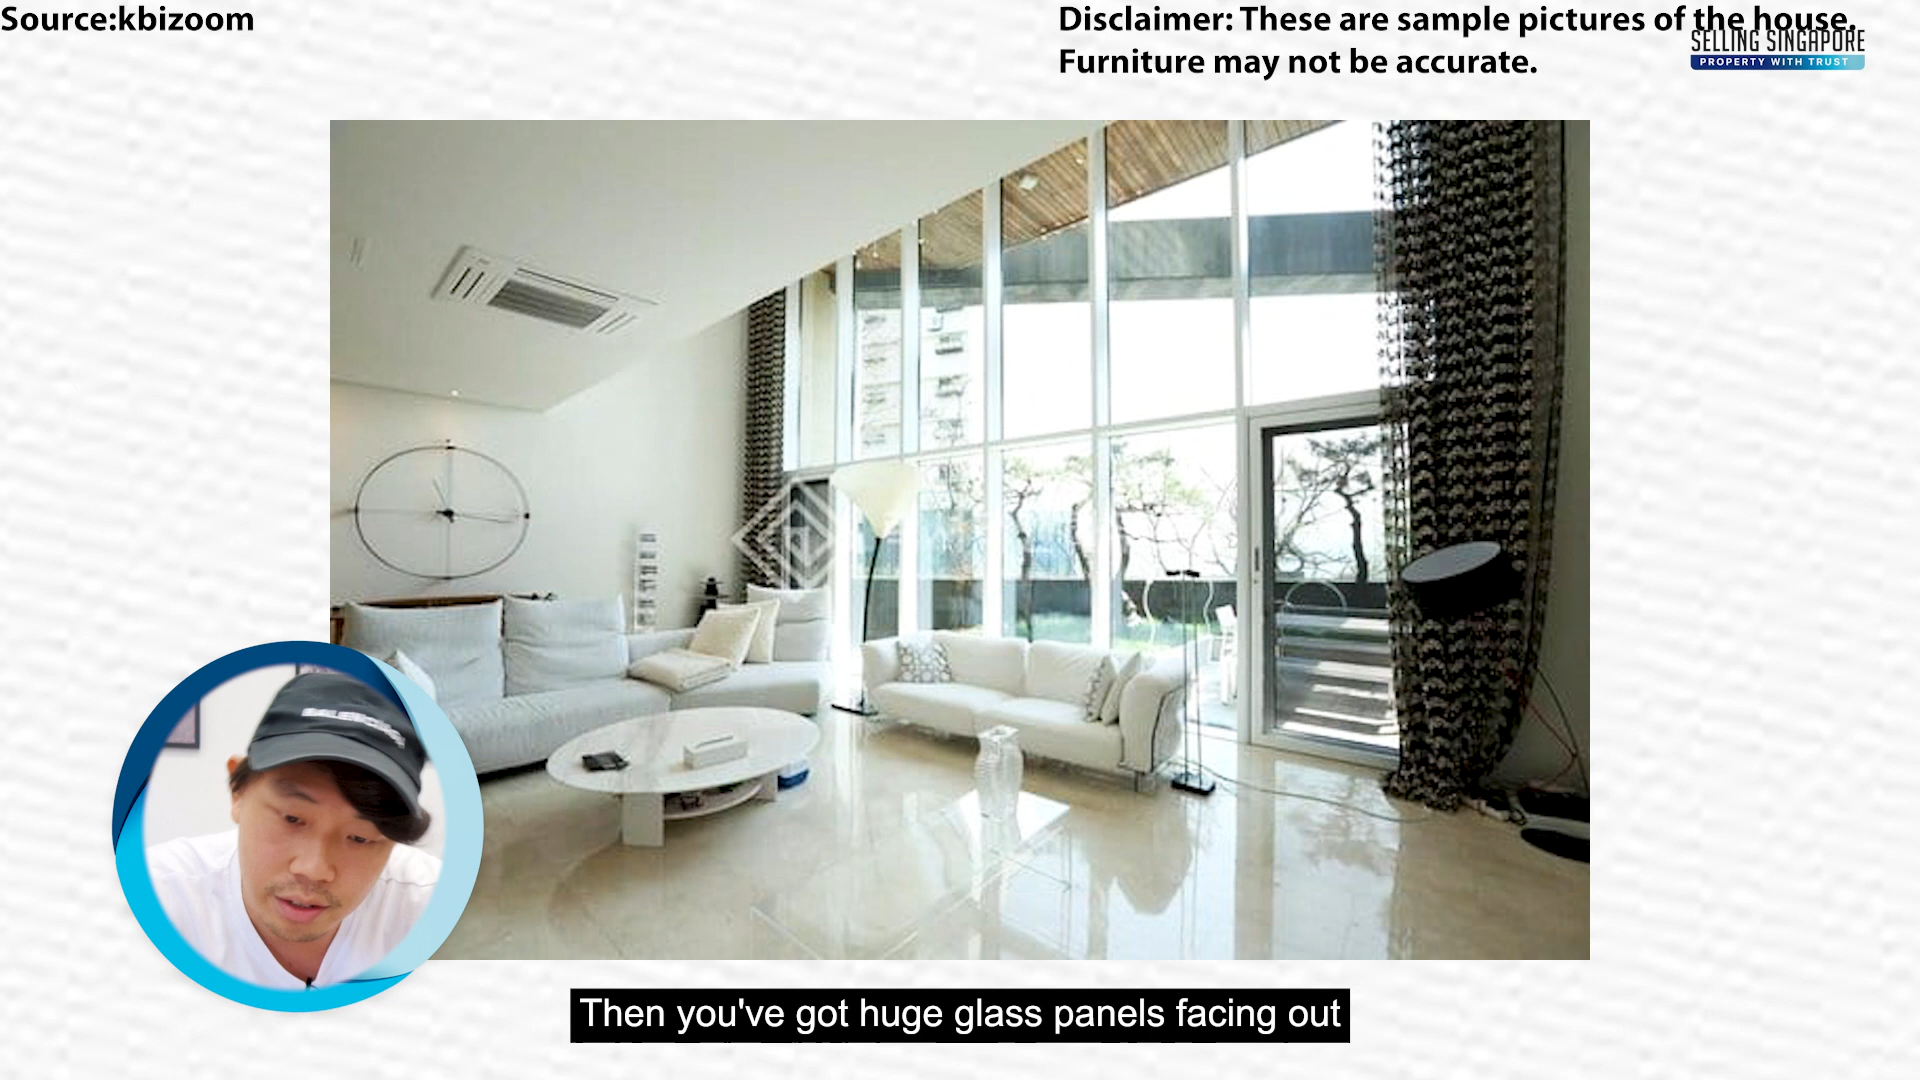 Source:kbizoom
Disclaimer: These are sample pictures of the house.
Furniture may not be accurate.
SELLING SINGAPORE
PROPERTY WITH TRUST
Then you've got huge glass panels facing out